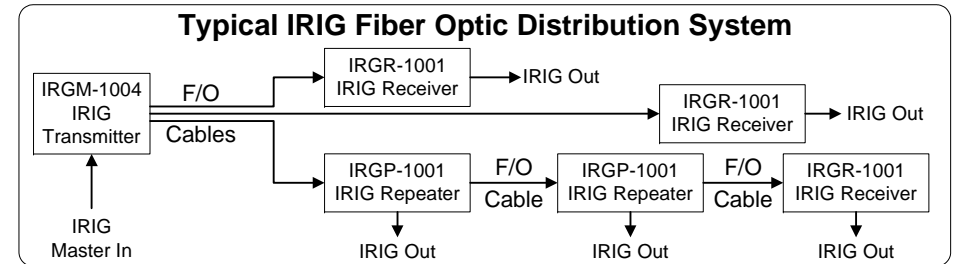 Typical IRIG Fiber Optic Distribution System
IRGM-1004
IRIG
Transmitter
F/O
Cables
IRIG
Master In
IRGR-1001
IRIG Receiver
IRIG Out
IRGR-1001
IRIG Receiver
IRIG Out
IRGP-1001
IRIG Repeater
IRIG Out
F/O
Cable
IRGP-1001
IRIG Repeater
IRIG Out
F/O
Cable
IRGR-1001
IRIG Receiver
IRIG Out